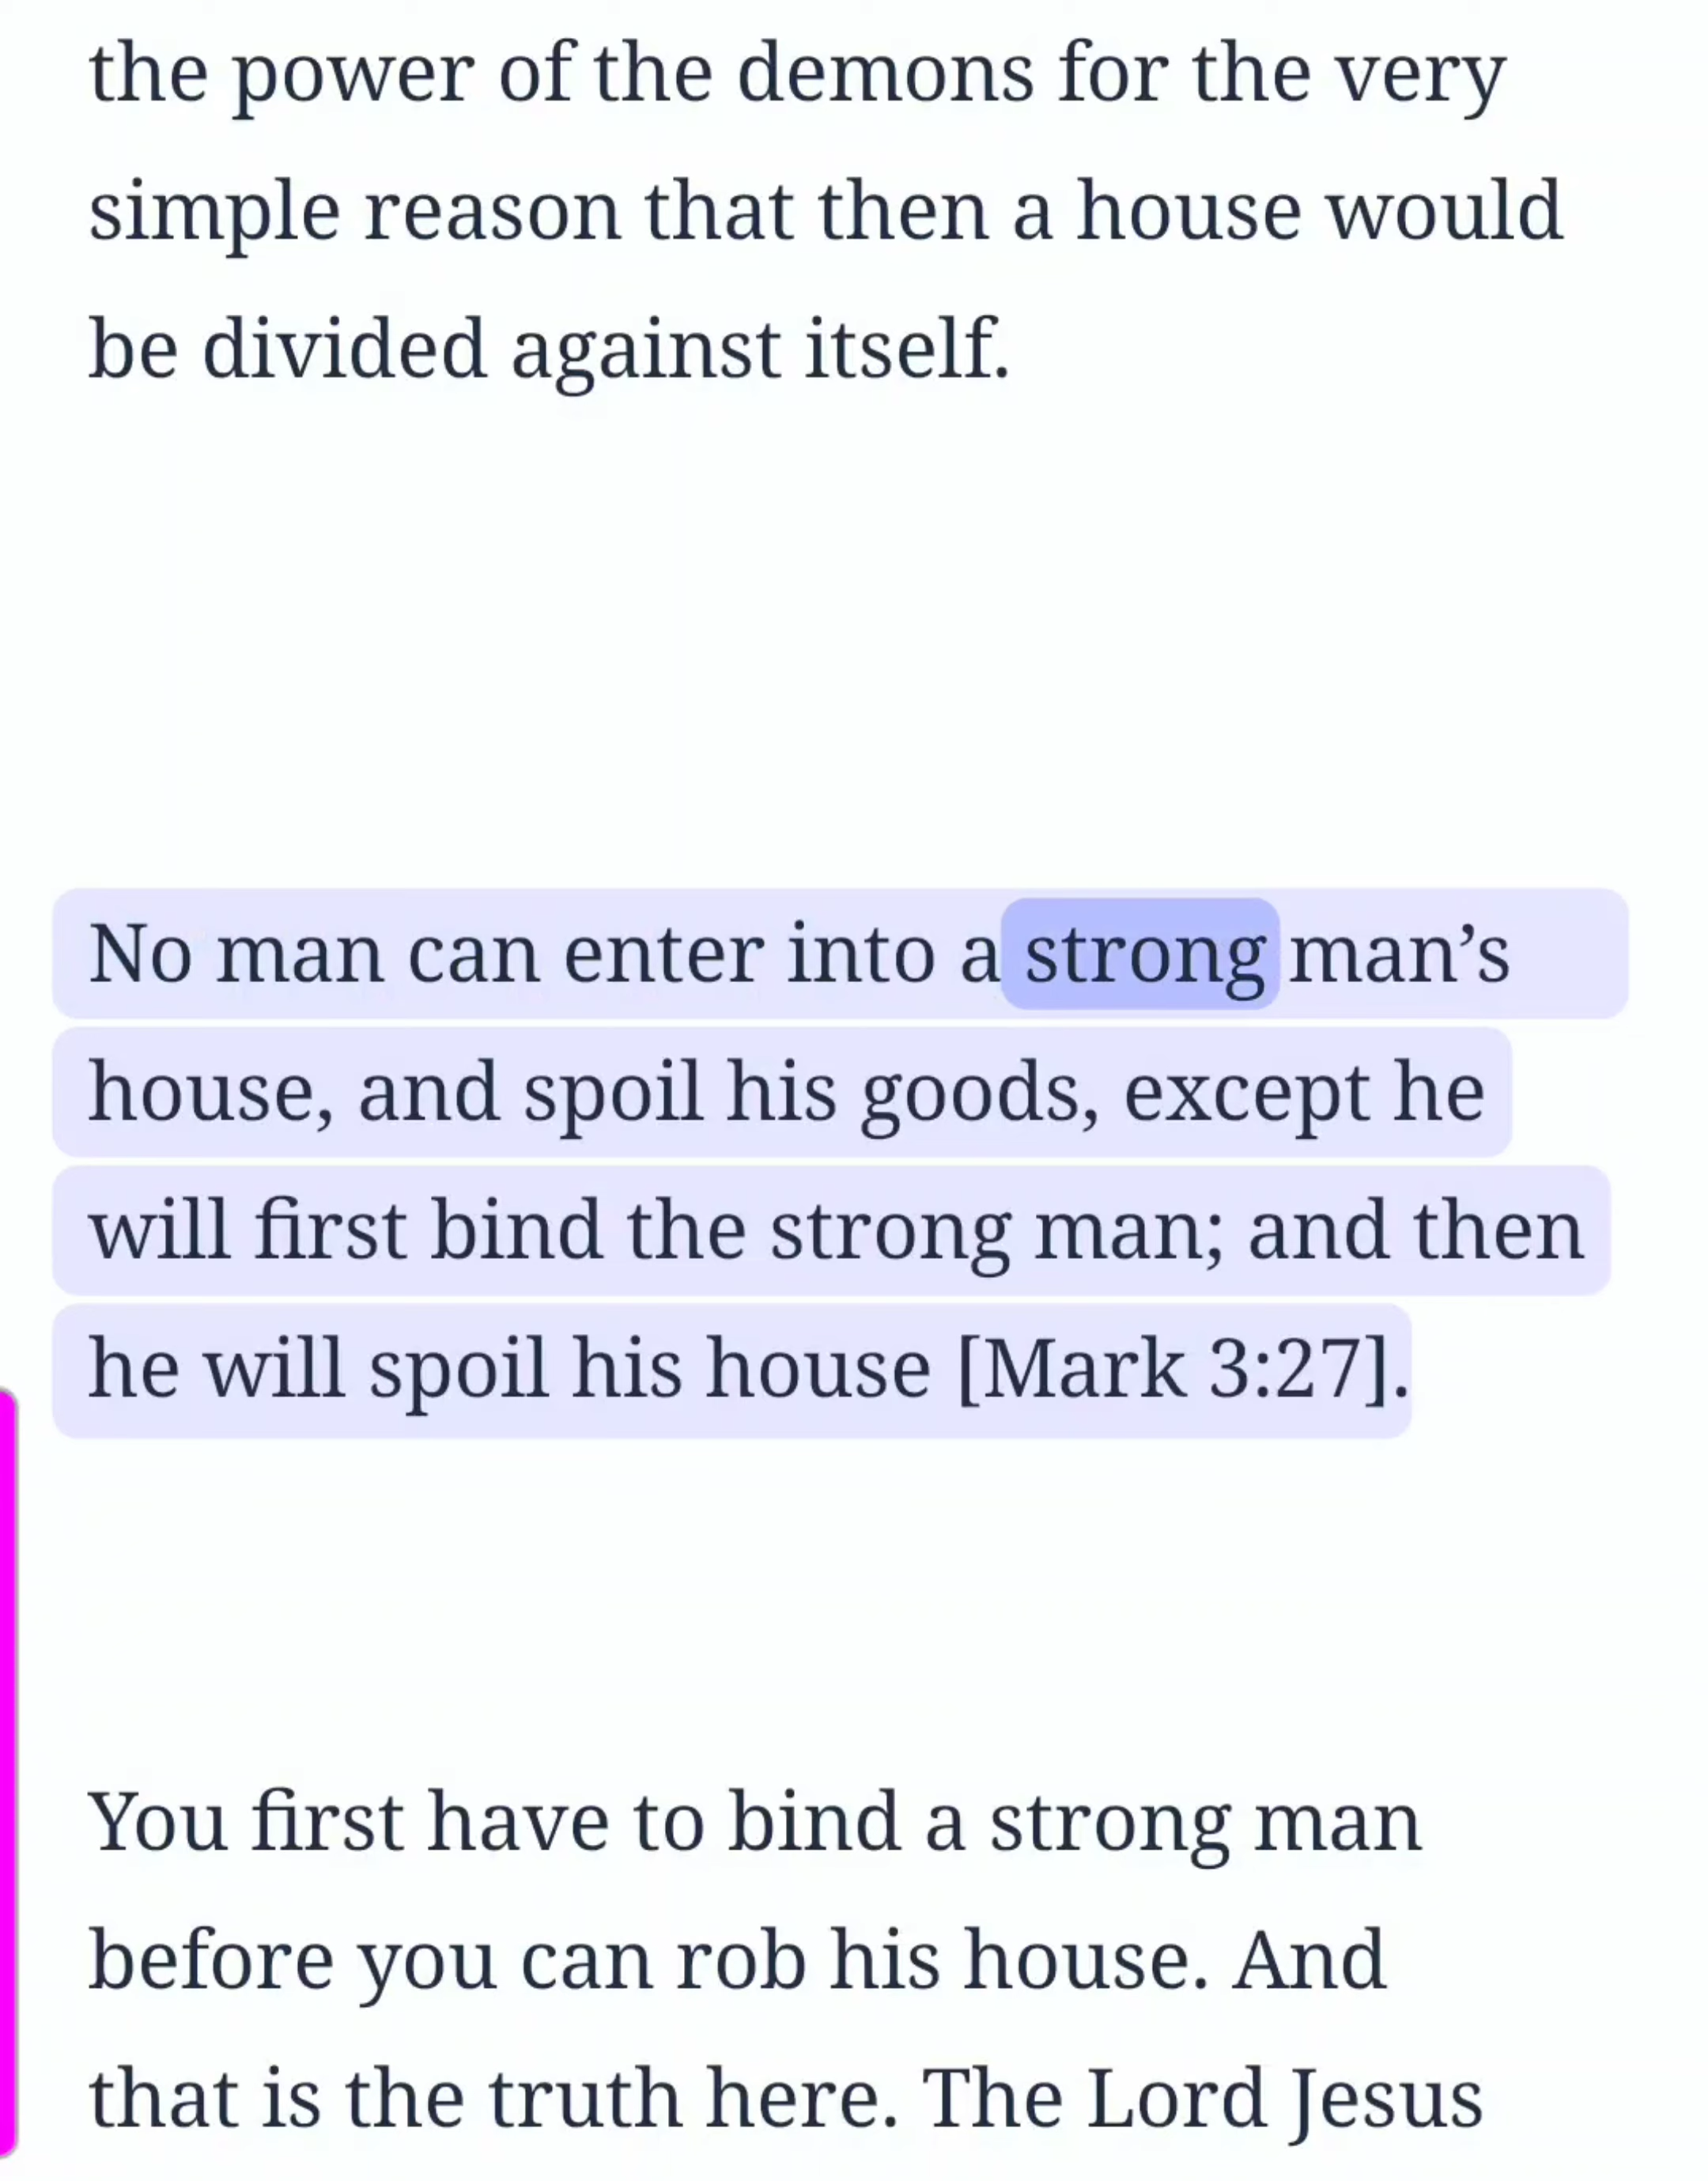 the power of the demons for the very
simple reason that then a house would
be divided against itself.
No man can enter into a strong man’s
house, and spoil his goods, except he
will first bind the strong man; and then
he will spoil his house [Mark 3:27].
You first have to bind a strong man
before you can rob his house. And
that is the truth here. The Lord Jesus